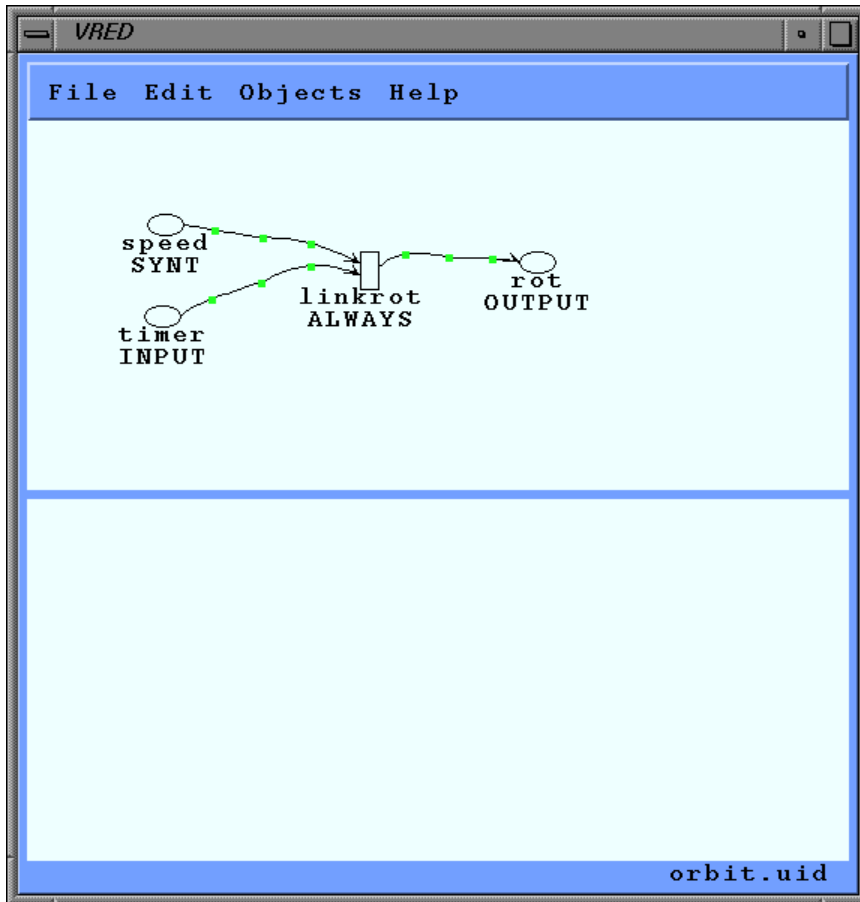 VRED
File Edit Objects Help
speed
SYNT
timer
INPUT
linkrot
ALWAYS
rot
OUTPUT
orbit.uid